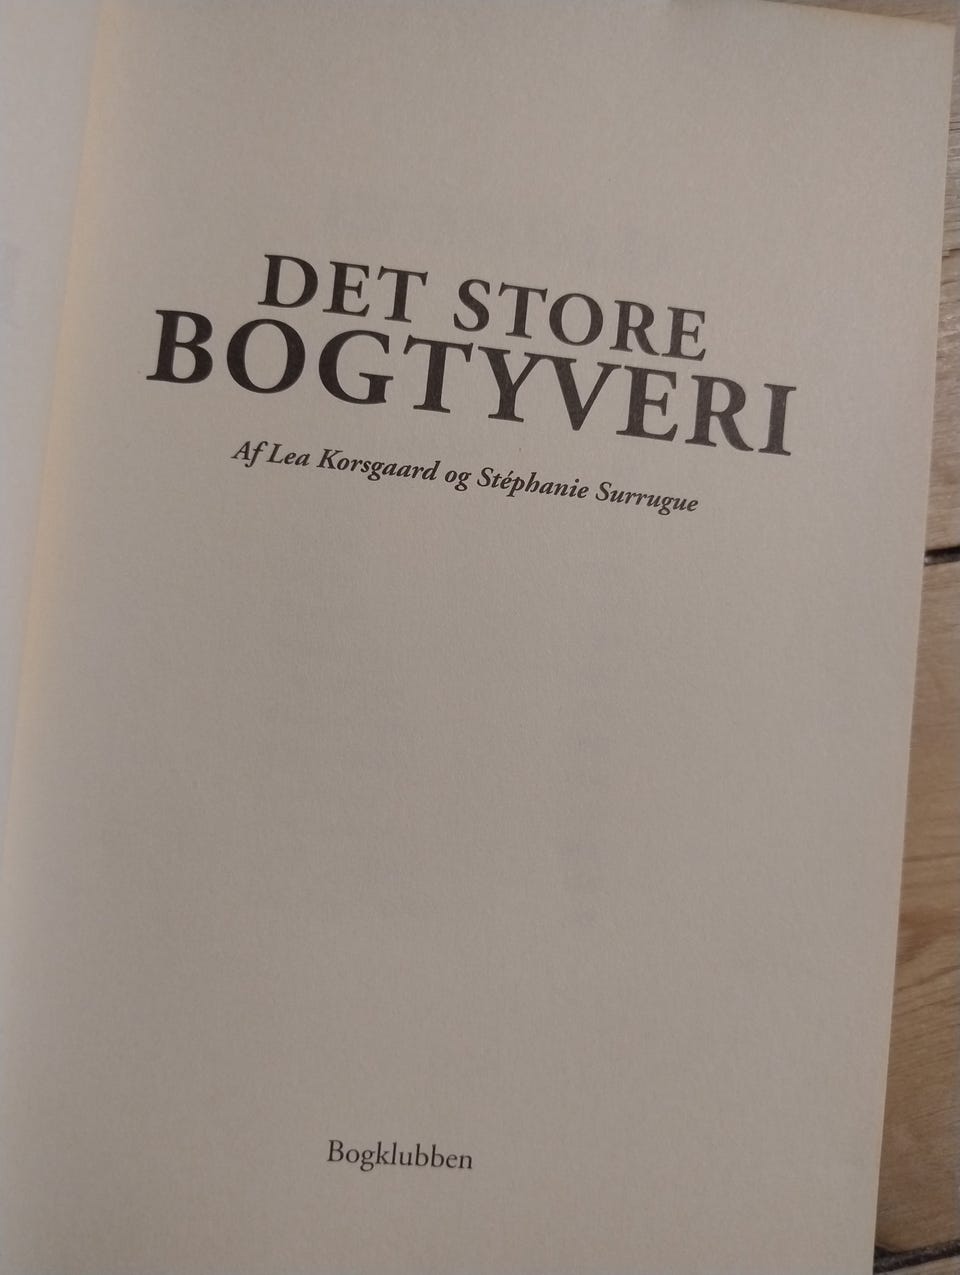 DET STORE
BOGTYVERI
Af Lea Korsgaard og Stéphanie Surrugue
Bogklubben